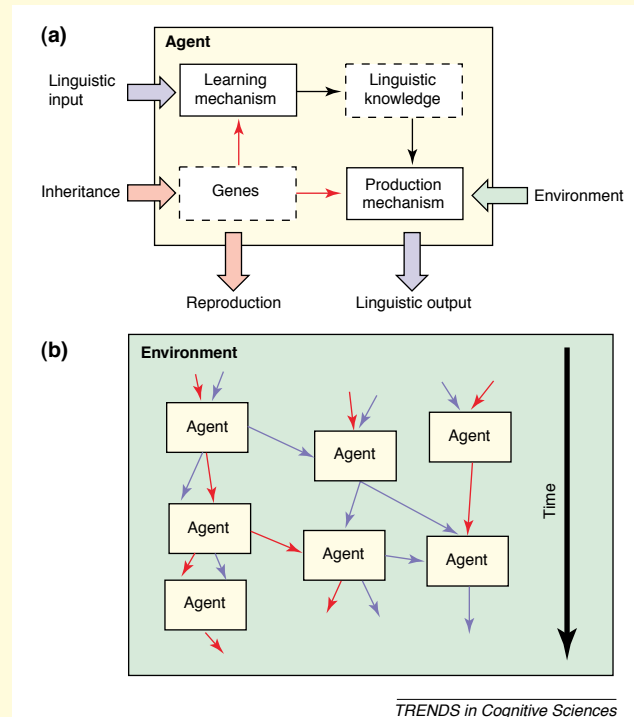 (a)
Agent
Linguistic
input
Learning
mechanism
Linguistic
knowledge
Inheritance
Genes
Production
mechanism
Environment
Reproduction
Linguistic output
(b)
Environment
Agent
Agent
Agent
Time
Agent
Agent
Agent
Agent
TRENDS in Cognitive Sciences